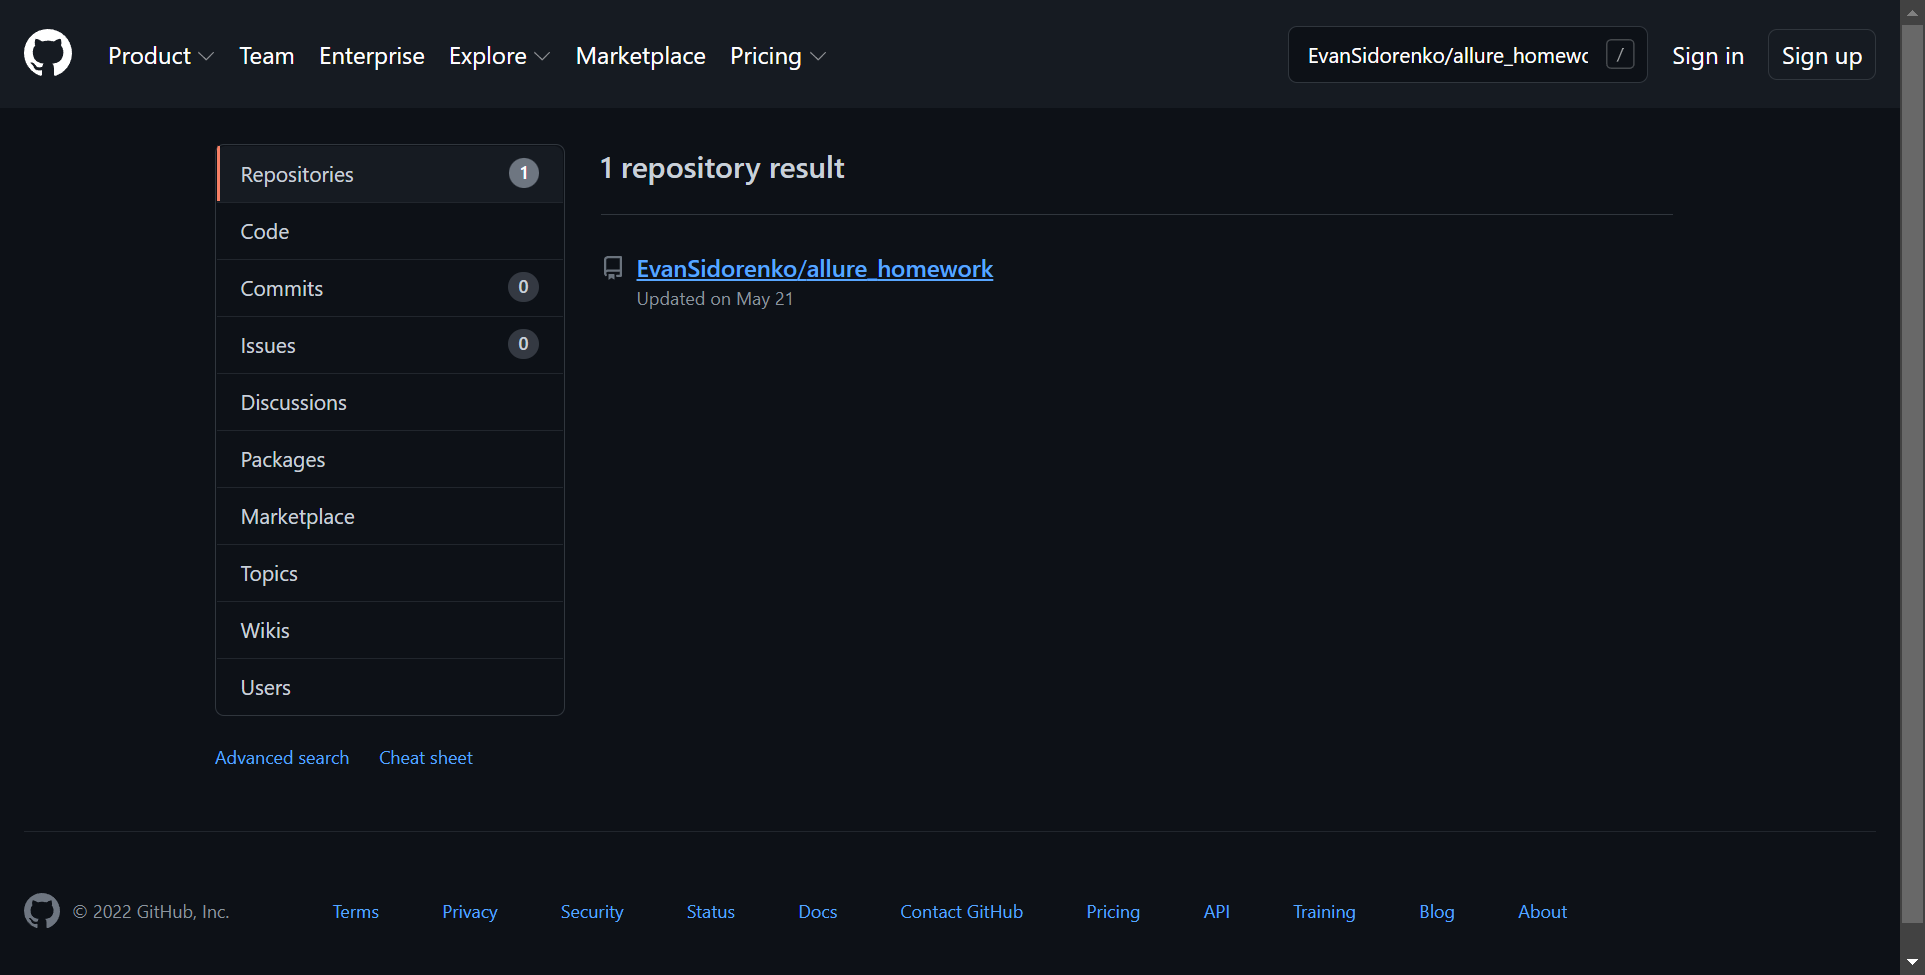 Product Team Enterprise Explore Marketplace Pricing EvanSidorenko/allure_homewo / Sign in Sign up
Repositories 1
Code
Commits 0
Issues 0
Discussions
Packages
Marketplace
Topics
Wikis
Users
Advanced search Cheat sheet
1 repository result
EvanSidorenko/allure_homework
Updated on May 21
© 2022 GitHub, Inc. Terms Privacy Security Status Docs Contact GitHub Pricing API Training Blog About